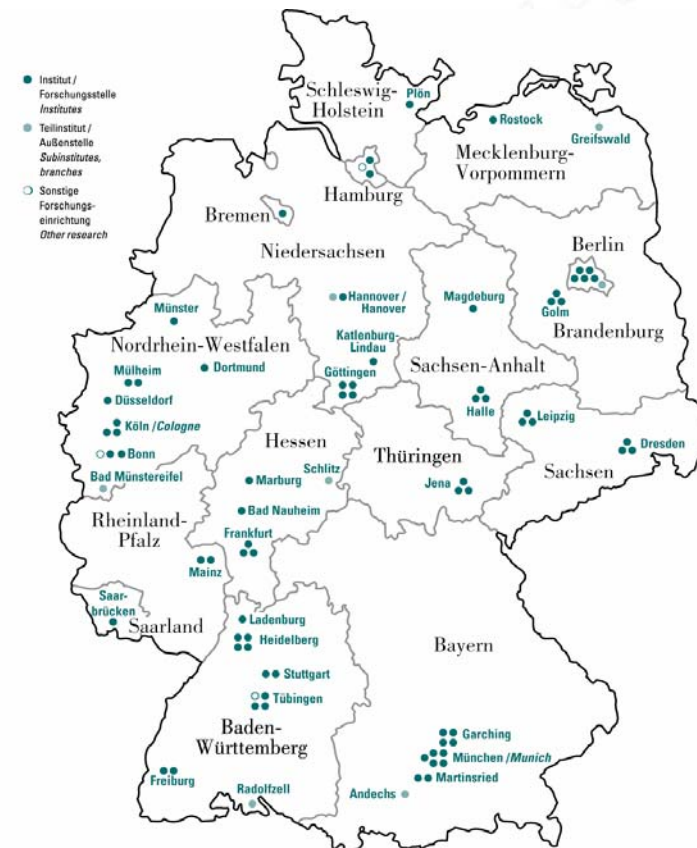 Institut /
Forschungsstelle
Institutes
Teilinstitut /
Außenstelle
Subinstitutes,
branches
Sonstige
Forschungs-
einrichtung
Other research
Schleswig-
Holstein
Plön
Rostock
Greifswald
Mecklenburg-
Vorpommern
Hamburg
Bremen
Niedersachsen
Berlin
Golm
Brandenburg
Hannover /
Hanover
Magdeburg
Münster
Nordrhein-Westfalen
Katlenburg-
Lindau
Göttingen
Sachsen-Anhalt
Dortmund
Mülheim
Düsseldorf
Halle
Leipzig
Köln /Cologne
Dresden
Bonn
Hessen
Thüringen
Sachsen
Bad Münstereifel
Marburg
Schlitz
Jena
Rheinland-
Pfalz
Bad Nauheim
Frankfurt
Mainz
Saar-
brücken
Saarland
Ladenburg
Heidelberg
Bayern
Stuttgart
Tübingen
Baden-
Württemberg
Garching
München /Munich
Martinsried
Freiburg
Radolfzell
Andechs